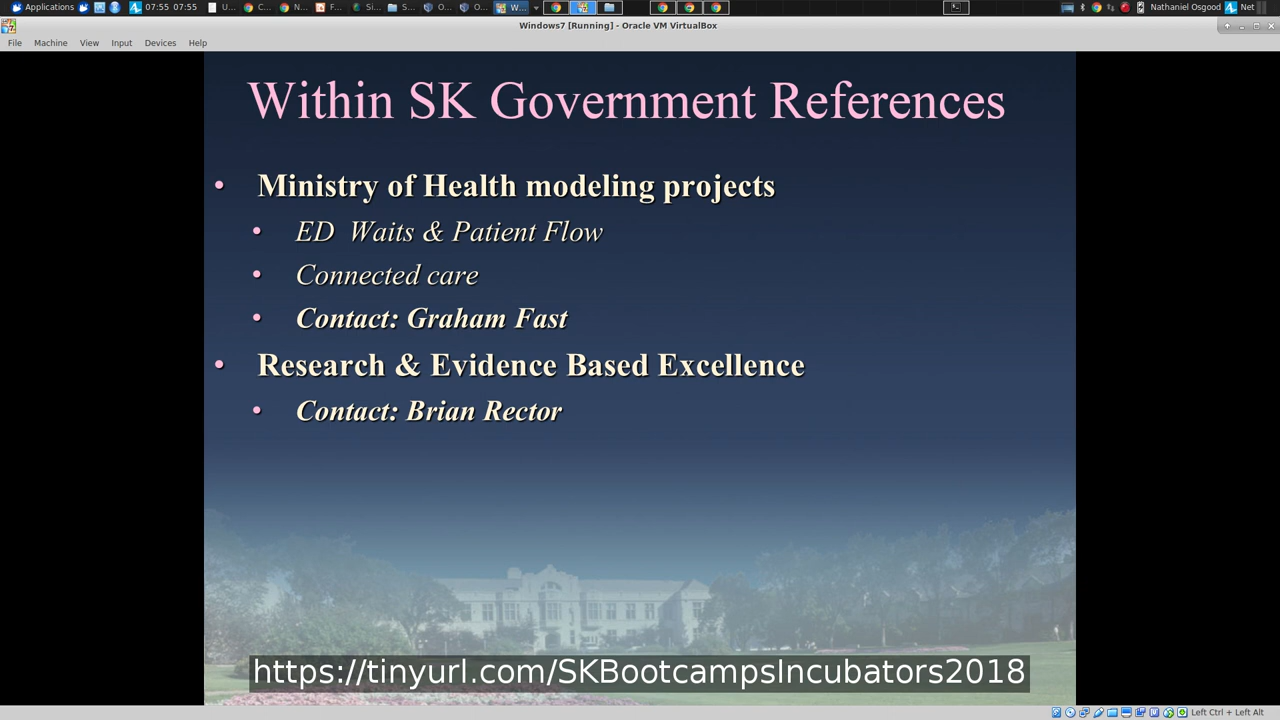 Applications
07:55 07:55
U...
C...
N...
F...
Si...
S...
O...
O...
W...
Nathaniel Osgood
Net
Windows7 [Running] - Oracle VM VirtualBox
File Machine View Input Devices Help
Within SK Government References
• Ministry of Health modeling projects
• ED Waits & Patient Flow
• Connected care
• Contact: Graham Fast
• Research & Evidence Based Excellence
• Contact: Brian Rector
https://tinyurl.com/SKBootcampsIncubators2018
Left Ctrl + Left Alt